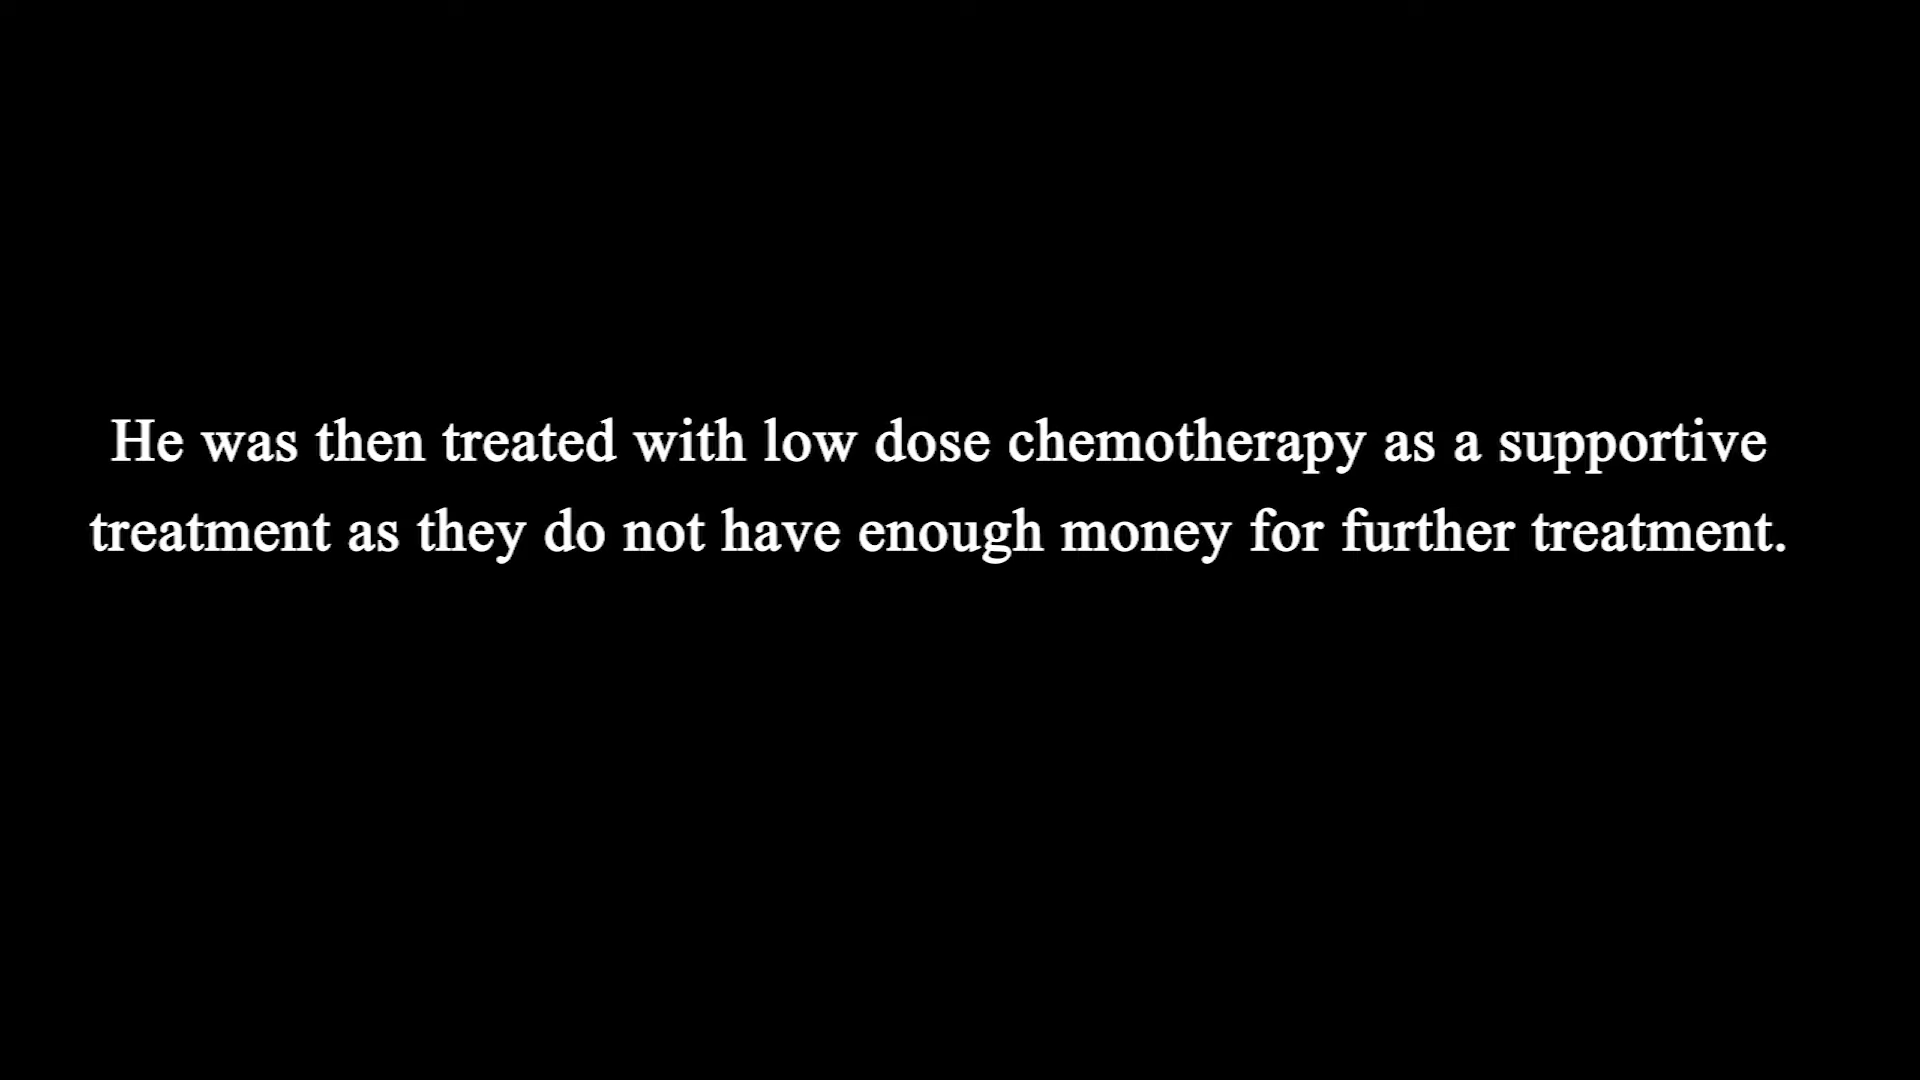 He was then treated with low dose chemotherapy as a supportive
treatment as they do not have enough money for further treatment.